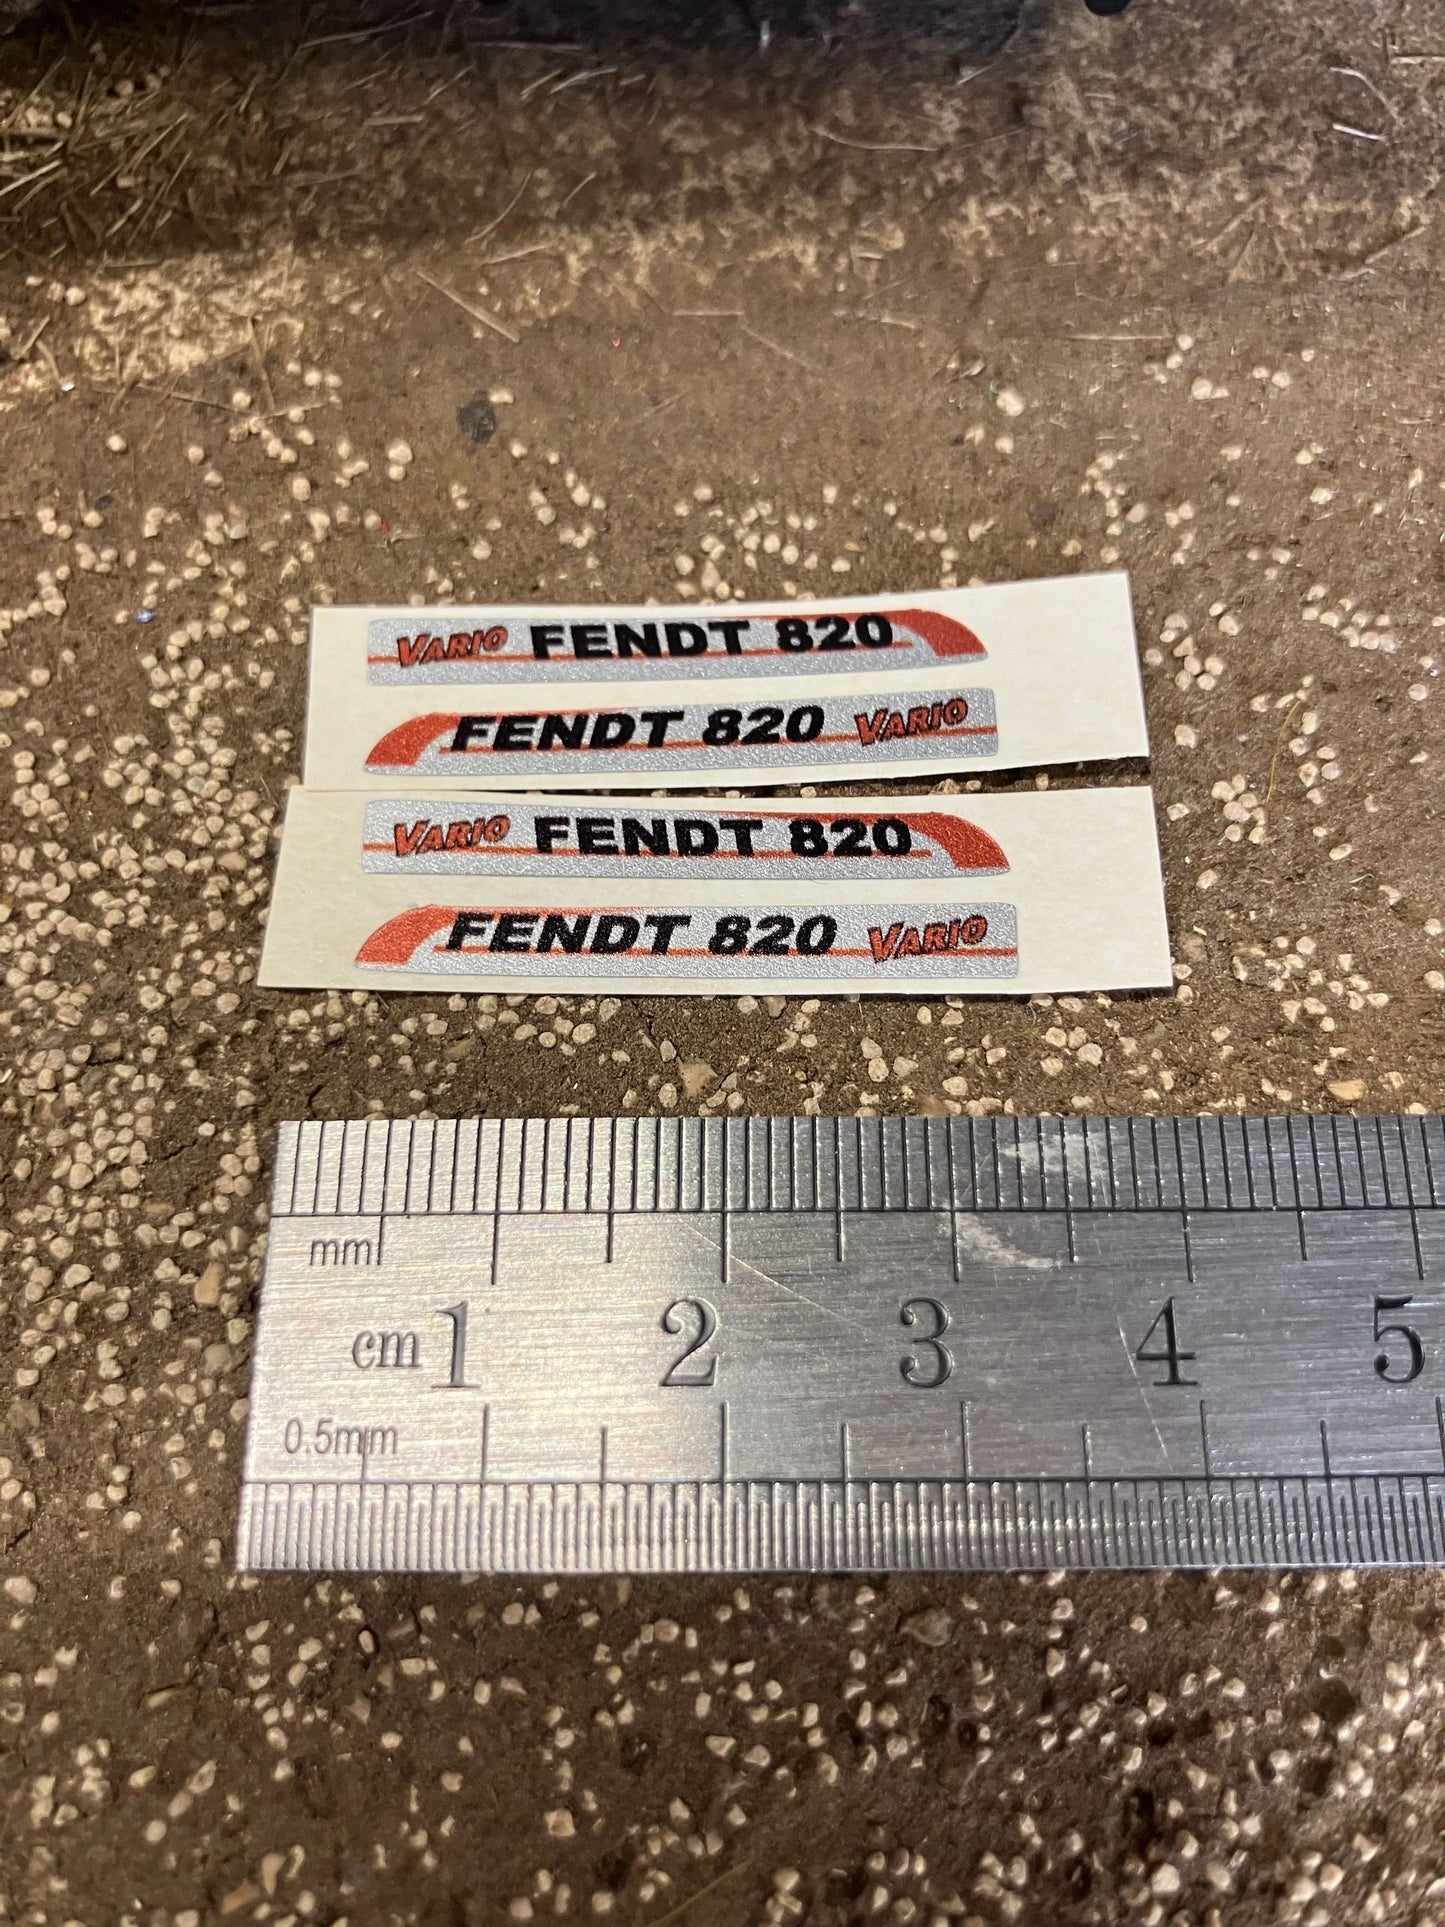 VARIO FENDT 820
FENDT 820 VARIO
VARIO FENDT 820
FENDT 820 VARIO
mm
cm 1 2 3 4 5
0.5mm